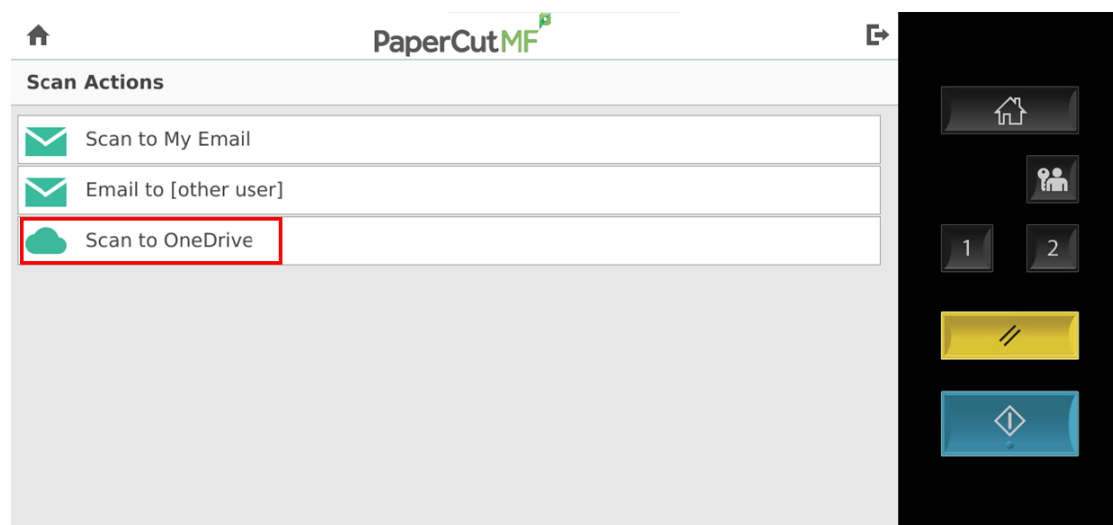 PaperCutMF
Scan Actions
Scan to My Email
Email to [other user]
Scan to OneDrive
1 2